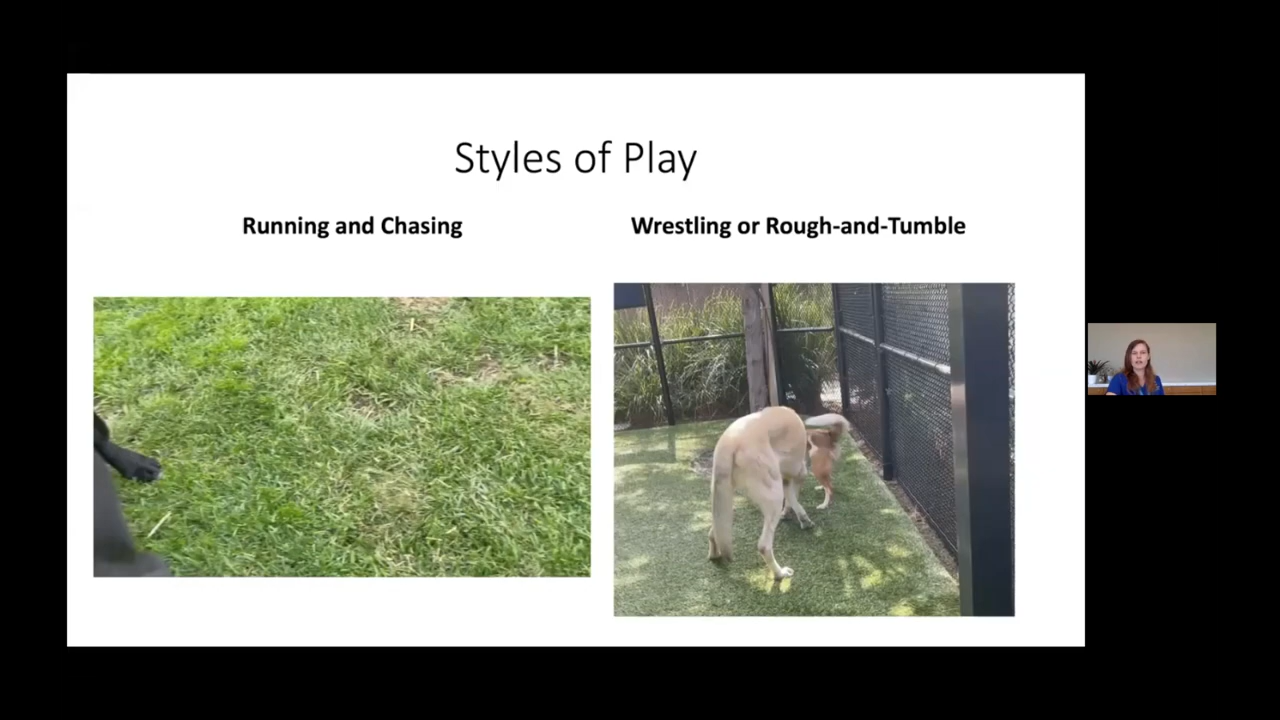 Styles of Play
Running and Chasing
Wrestling or Rough-and-Tumble